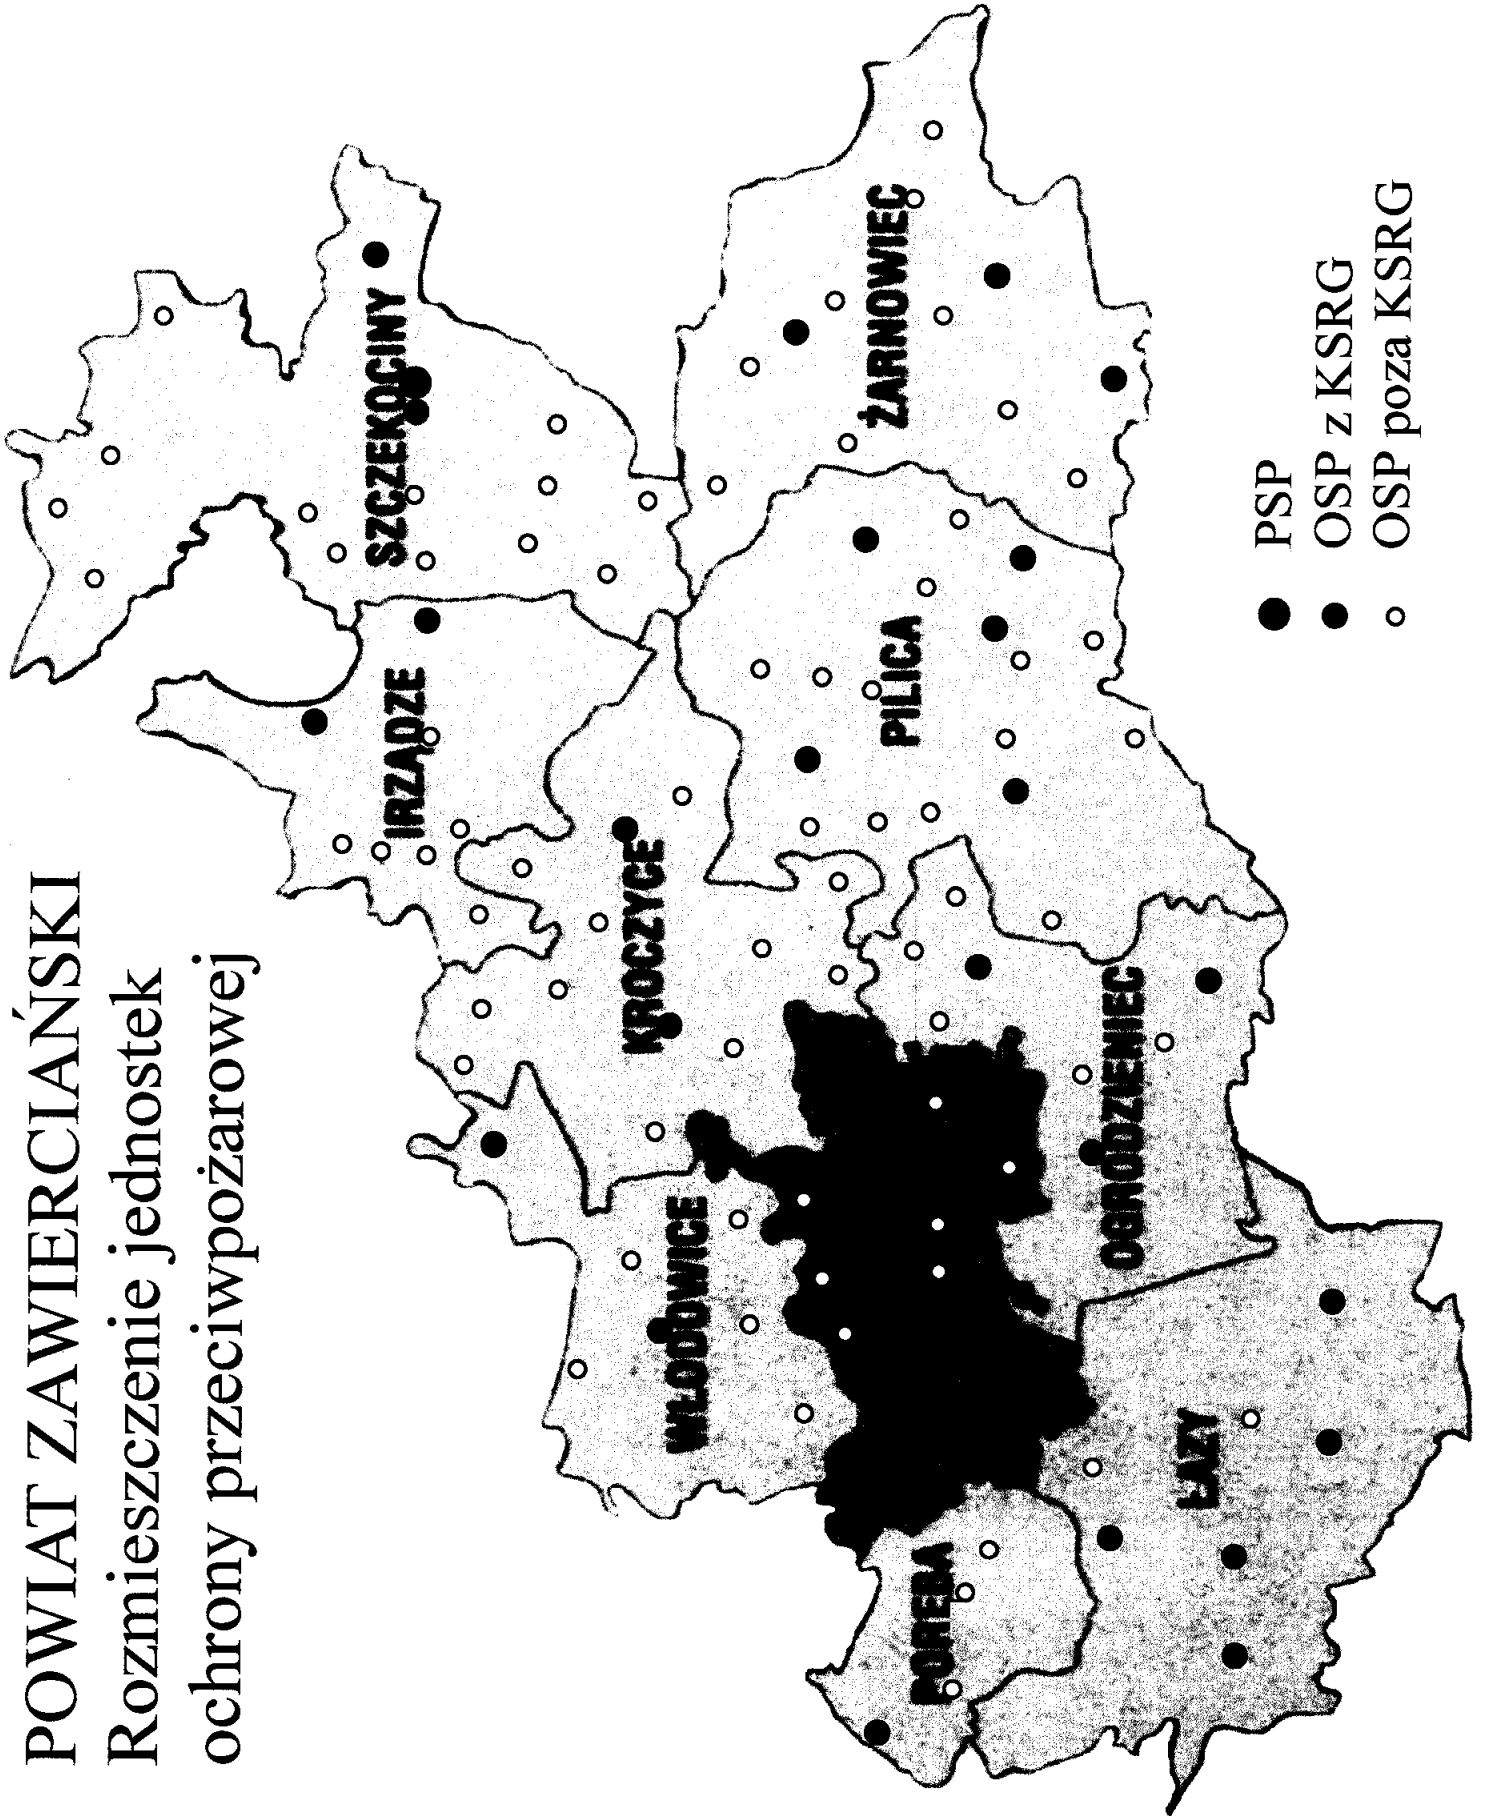 POWIAT ZAWIERCIAŃSKI
Rozmieszczenie jednostek
ochrony przeciwpożarowej
SZCZEKOCINY
IRZĄDZE
ŻARNOWIEC
PILICA
KROCZYCE
WŁODOWICE
OGRODZIENIEC
PORĘBA
ŁAZY
PSP
OSP z KSRG
OSP poza KSRG